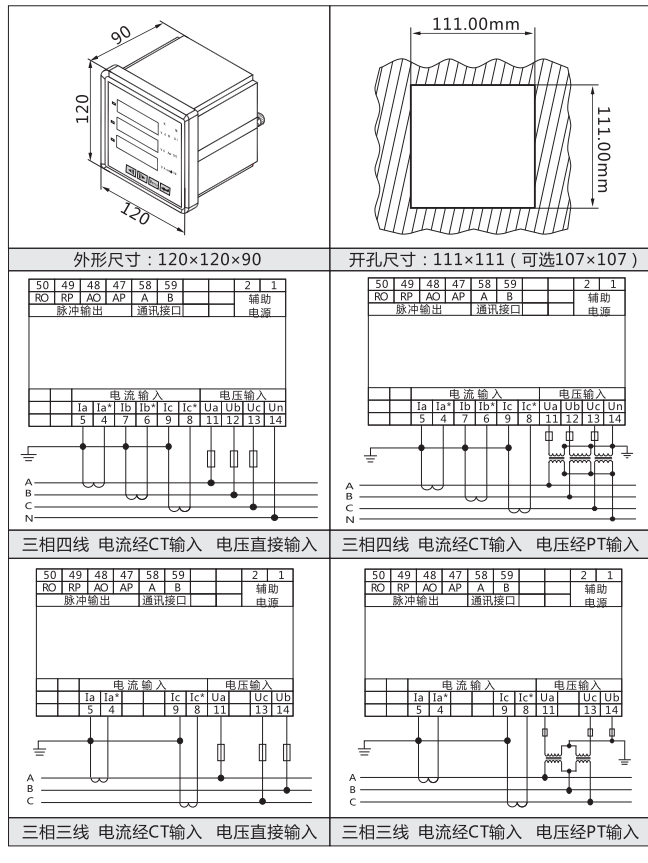 90
120
120
111.00mm
111.00mm
外形尺寸：120×120×90
开孔尺寸：111×111（可选107×107）
50 49 48 47 58 59 2 1
RO RP AO AP A B 辅助
脉冲输出 通讯接口 电源
电流输入 电压输入
Ia Ia* Ib Ib* Ic Ic* Ua Ub Uc Un
5 4 7 6 9 8 11 12 13 14
A
B
C
N
三相四线 电流经CT输入 电压直接输入
50 49 48 47 58 59 2 1
RO RP AO AP A B 辅助
脉冲输出 通讯接口 电源
电流输入 电压输入
Ia Ia* Ib Ib* Ic Ic* Ua Ub Uc Un
5 4 7 6 9 8 11 12 13 14
A
B
C
N
三相四线 电流经CT输入 电压经PT输入
50 49 48 47 58 59 2 1
RO RP AO AP A B 辅助
脉冲输出 通讯接口 电源
电流输入 电压输入
Ia Ia* Ic Ic* Ua Uc Ub
5 4 9 8 11 13 14
A
B
C
三相三线 电流经CT输入 电压直接输入
50 49 48 47 58 59 2 1
RO RP AO AP A B 辅助
脉冲输出 通讯接口 电源
电流输入 电压输入
Ia Ia* Ic Ic* Ua Uc Ub
5 4 9 8 11 13 14
A
B
C
三相三线 电流经CT输入 电压经PT输入